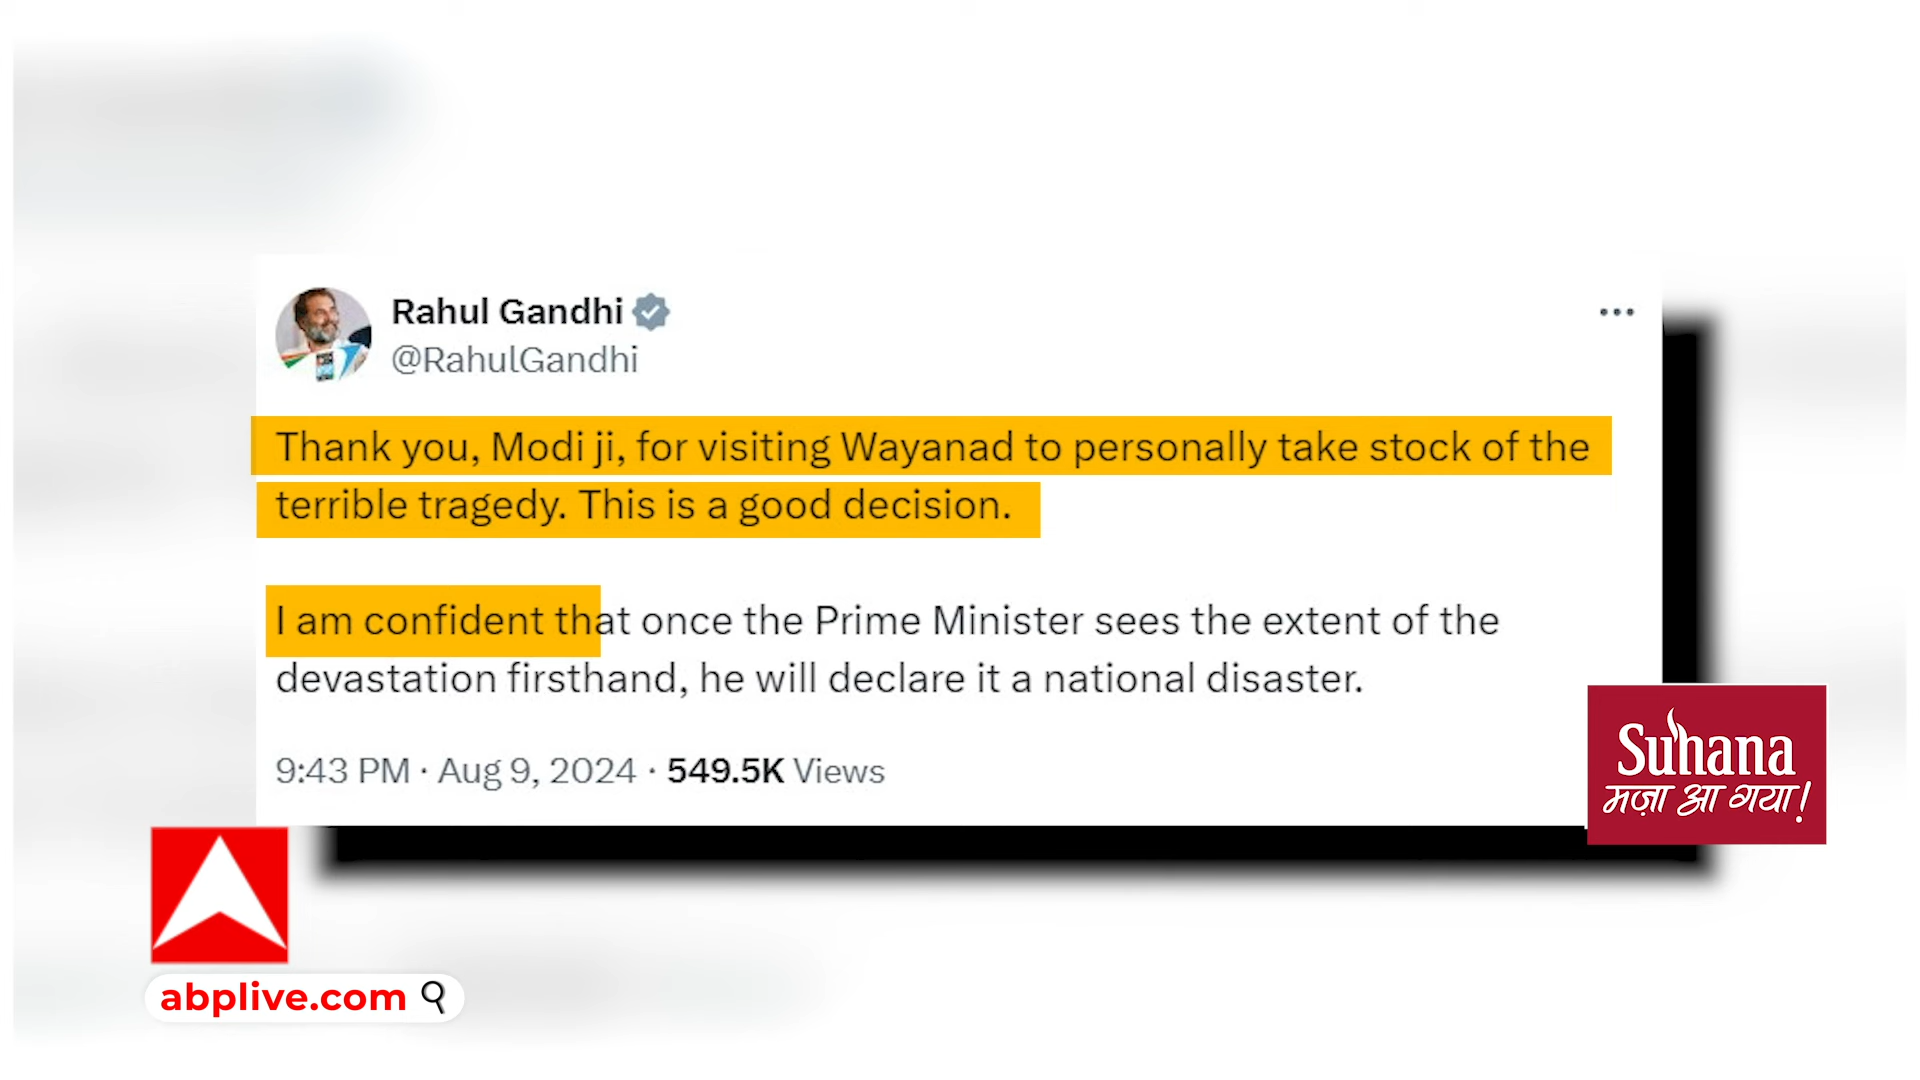 Rahul Gandhi
@RahulGandhi
Thank you, Modi ji, for visiting Wayanad to personally take stock of the
terrible tragedy. This is a good decision.
I am confident that once the Prime Minister sees the extent of the
devastation firsthand, he will declare it a national disaster.
9:43 PM · Aug 9, 2024 · 549.5K Views
Suhana
मज़ा आ गया!
abplive.com